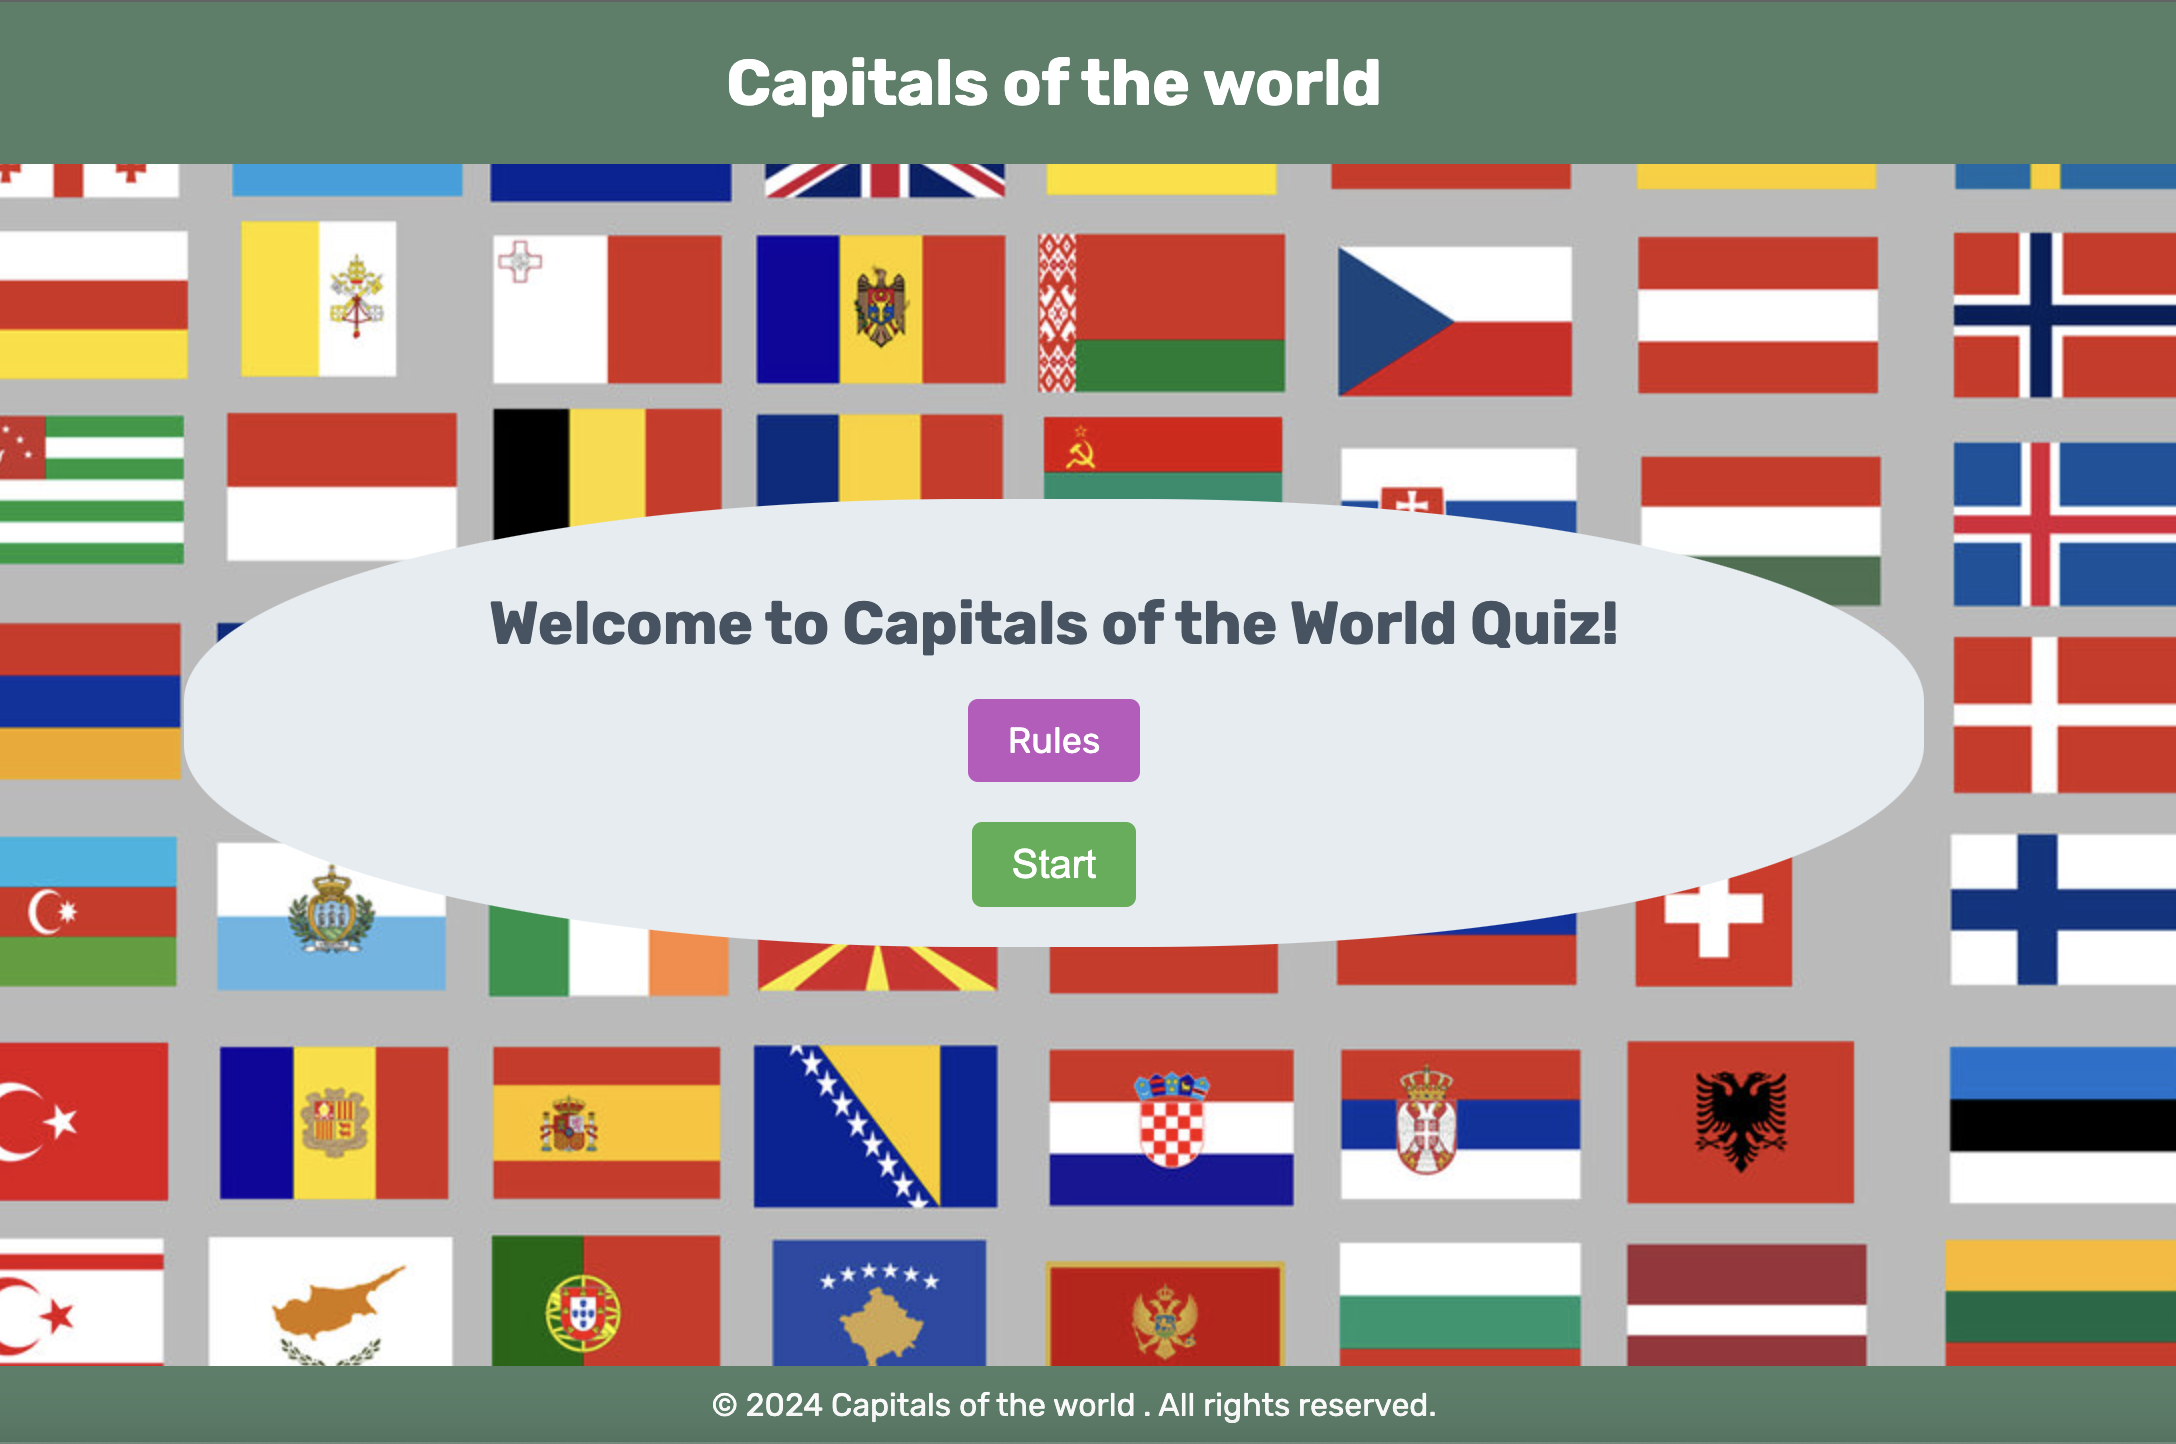 Capitals of the world
Welcome to Capitals of the World Quiz!
Rules
Start
© 2024 Capitals of the world . All rights reserved.